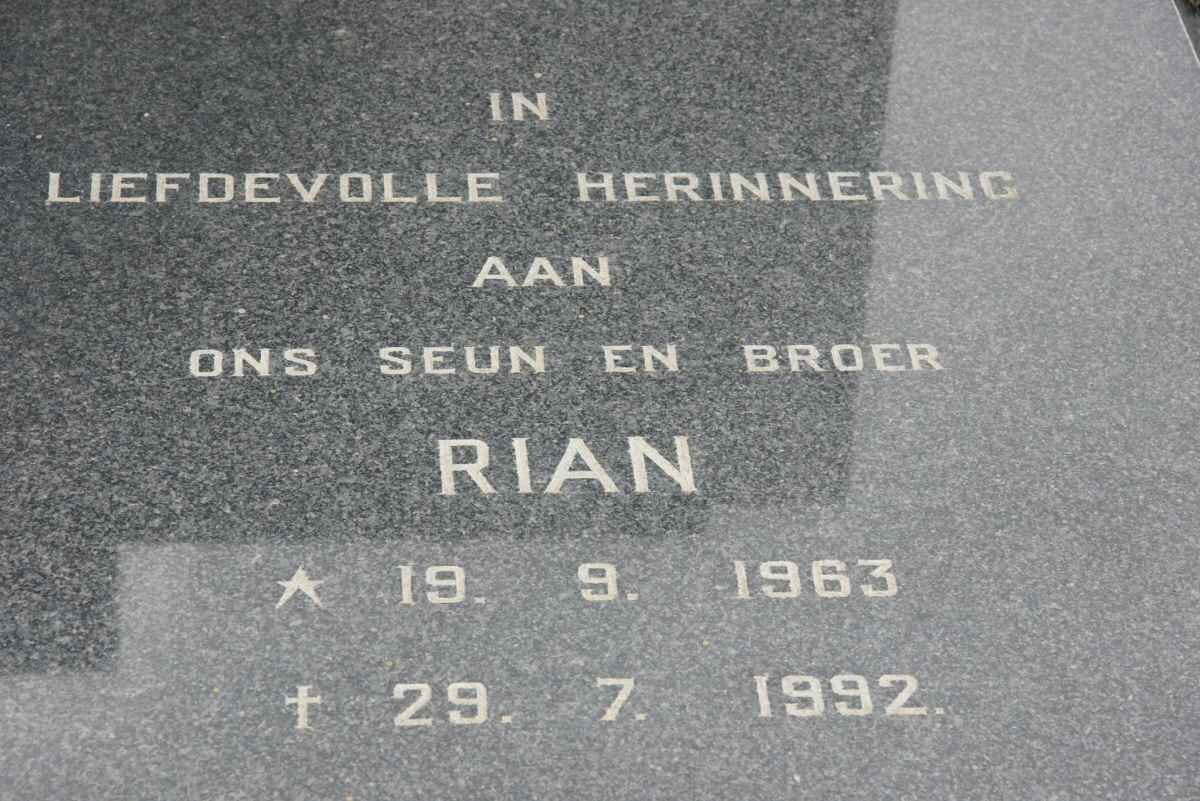 IN
LIEFDEVOLLE HERINNERING
AAN
ONS SEUN EN BROER
RIAN
★ 19. 9. 1963
✝ 29. 7. 1992.